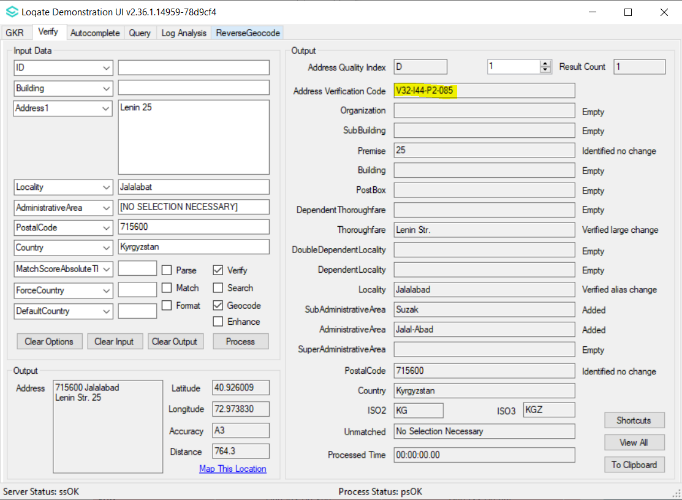 Loqate Demonstration UI v2.36.1.14959-78d9cf4
GKR Verify Autocomplete Query Log Analysis ReverseGeocode
Input Data
ID
Building
Address1 Lenin 25
Locality Jalalabat
AdministrativeArea [NO SELECTION NECESSARY]
PostalCode 715600
Country Kyrgyzstan
MatchScoreAbsoluteTl Parse Verify
ForceCountry Match Search
DefaultCountry Format Geocode
Enhance
Clear Options Clear Input Clear Output Process
Output
Address 715600 Jalalabad
Lenin Str. 25
Latitude 40.926009
Longitude 72.973830
Accuracy A3
Distance 764.3
Map This Location
Output
Address Quality Index D 1 Result Count 1
Address Verification Code V32-I44-P2-085
Organization Empty
SubBuilding Empty
Premise 25 Identified no change
Building Empty
PostBox Empty
DependentThoroughfare Empty
Thoroughfare Lenin Str. Verified large change
DoubleDependentLocality Empty
DependentLocality Empty
Locality Jalalabad Verified alias change
SubAdministrativeArea Suzak Added
AdministrativeArea Jalal-Abad Added
SuperAdministrativeArea Empty
PostalCode 715600 Identified no change
Country Kyrgyzstan
ISO2 KG ISO3 KGZ
Unmatched No Selection Necessary
Processed Time 00:00:00.00
Shortcuts
View All
To Clipboard
Server Status: ssOK Process Status: psOK